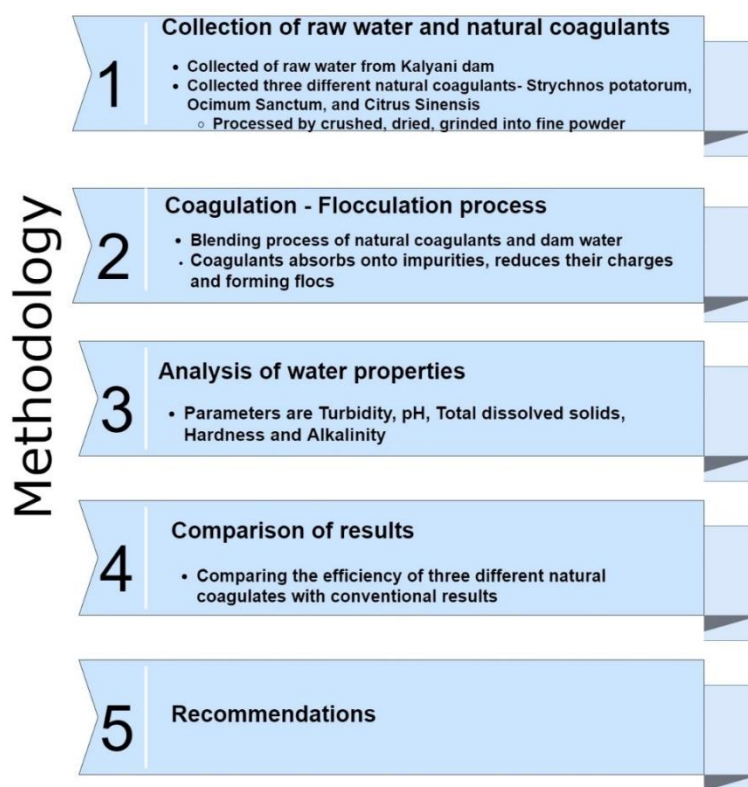 Methodology
1
Collection of raw water and natural coagulants
• Collected of raw water from Kalyani dam
• Collected three different natural coagulants- Strychnos potatorum,
Ocimum Sanctum, and Citrus Sinensis
○ Processed by crushed, dried, grinded into fine powder
2
Coagulation - Flocculation process
• Blending process of natural coagulants and dam water
• Coagulants absorbs onto impurities, reduces their charges
and forming flocs
3
Analysis of water properties
• Parameters are Turbidity, pH, Total dissolved solids,
Hardness and Alkalinity
4
Comparison of results
• Comparing the efficiency of three different natural
coagulates with conventional results
5
Recommendations